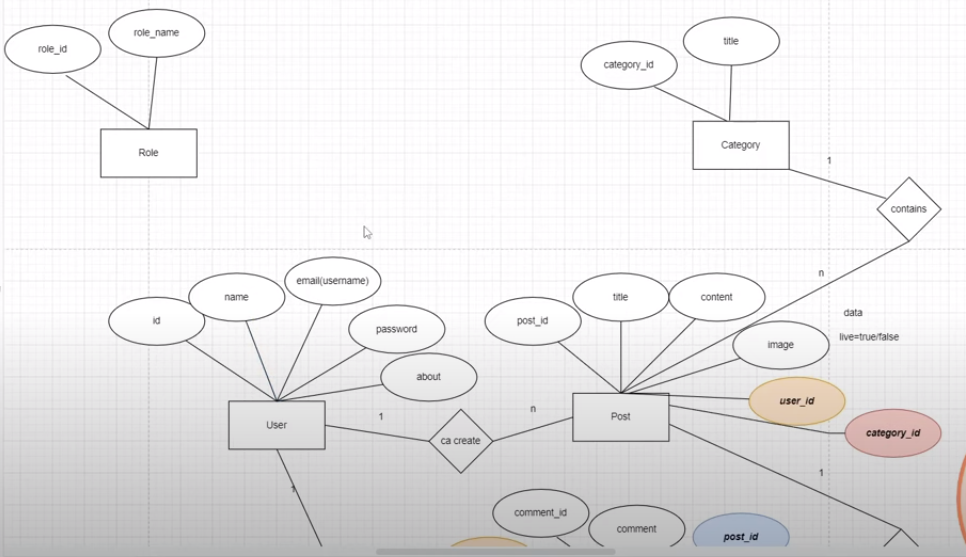 role_id
role_name
Role
category_id
title
Category
1
contains
n
id
name
email(username)
password
about
User
1
ca create
n
post_id
title
content
image
data
live=true/false
user_id
category_id
Post
1
1
comment_id
comment
post_id